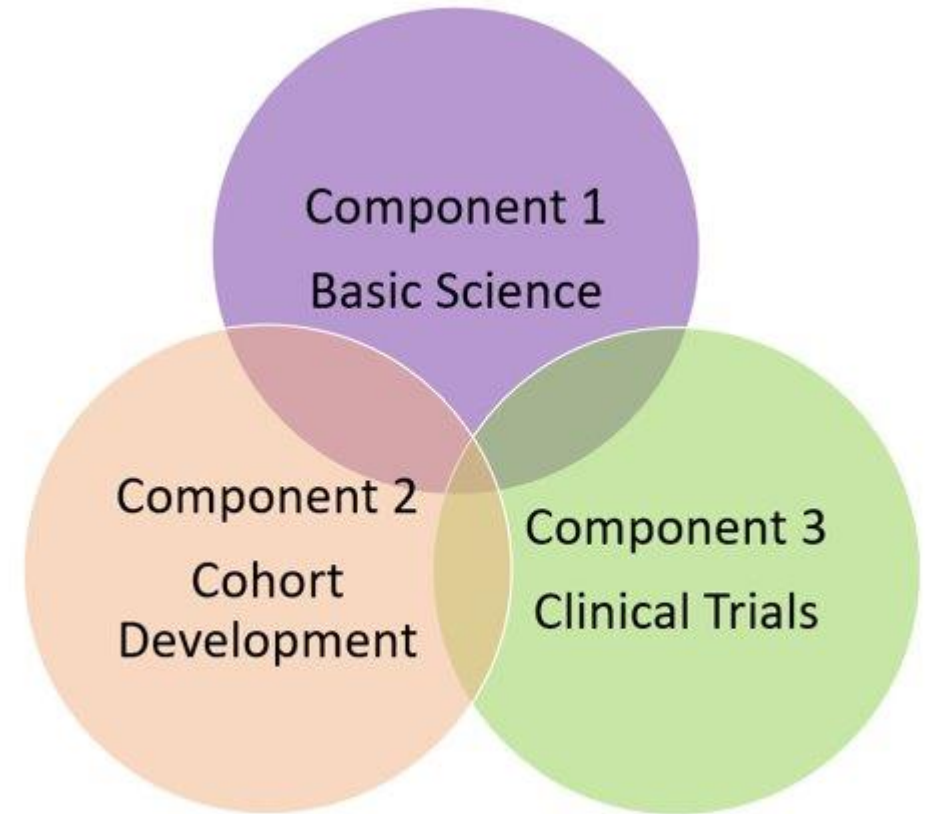 Component 1
Basic Science
Component 2
Cohort
Development
Component 3
Clinical Trials